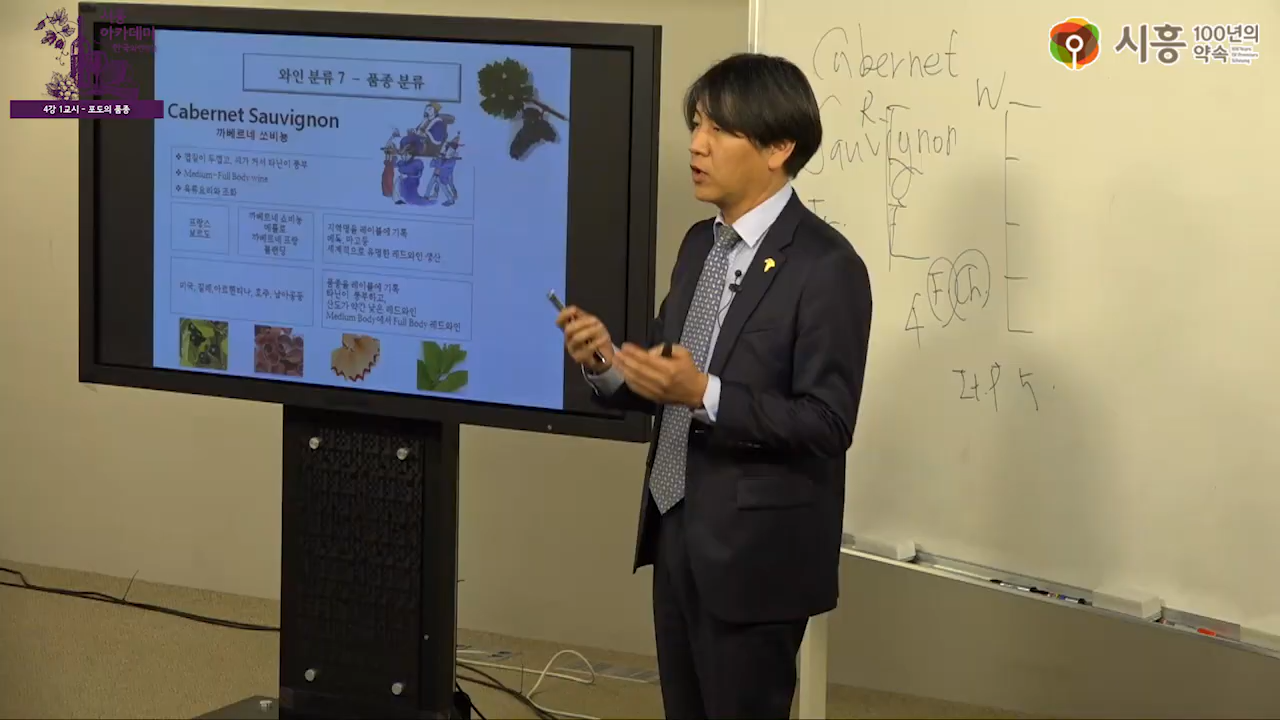 시흥
아카데미
4강 1교시 - 포도의 품종
와인 분류 7 - 품종 분류
Cabernet Sauvignon
까베르네 쏘비뇽
❖ 껍질이 두껍고, 씨가 커서 타닌이 풍부
❖ Medium~Full Body wine
❖ 육류요리와 조화
프랑스
보르도
까베르네 쇼비뇽
메를로
까베르네 프랑
블렌딩
지역명을 레이블에 기록
메독, 마고등
세계적으로 유명한 레드와인 생산
미국, 칠레, 아르헨티나, 호주, 남아공등
품종을 레이블에 기록
타닌이 풍부하고,
산도가 약간 낮은 레드와인
Medium Body에서 Full Body 레드와인
Cabernet
Sauvignon
R
W
F
Ch
시흥 100년의 약속